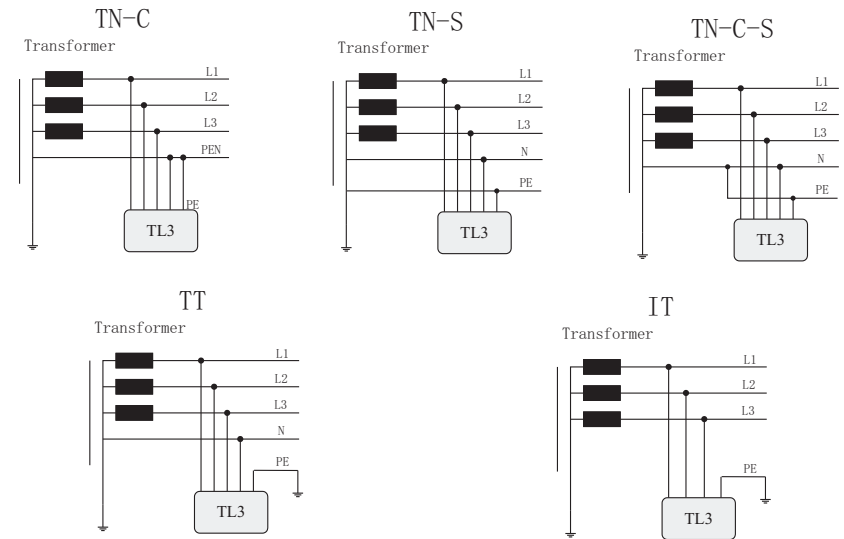 TN-C
Transformer
L1
L2
L3
PEN
PE
TL3
TN-S
Transformer
L1
L2
L3
N
PE
TL3
TN-C-S
Transformer
L1
L2
L3
N
PE
TL3
TT
Transformer
L1
L2
L3
N
PE
TL3
IT
Transformer
L1
L2
L3
PE
TL3